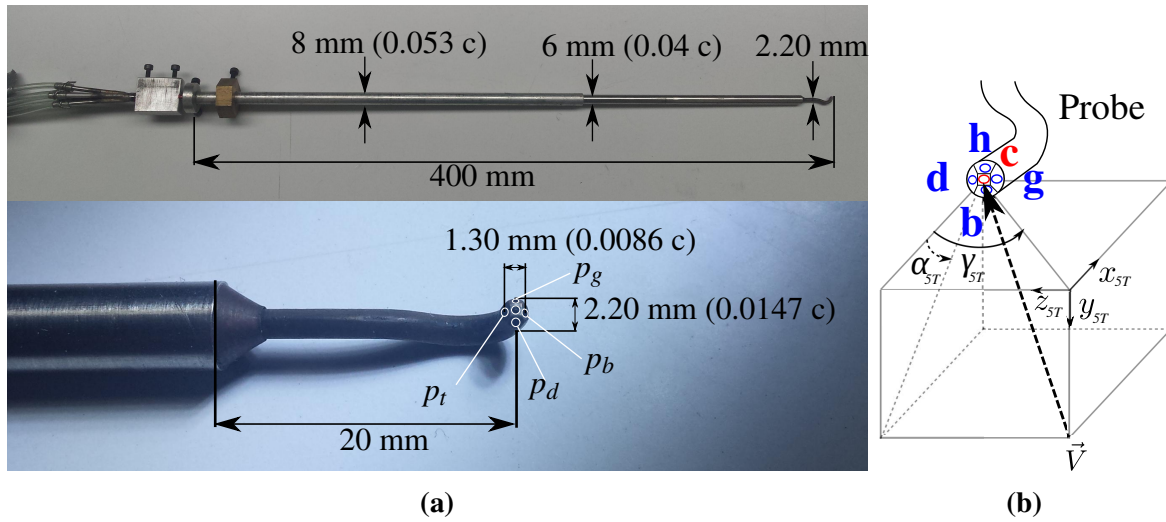 8 mm (0.053 c)
6 mm (0.04 c)
2.20 mm
400 mm
1.30 mm (0.0086 c)
p_g
2.20 mm (0.0147 c)
p_b
p_t
p_d
20 mm
(a)
Probe
h
c
d
g
b
α_5T
γ_5T
x_5T
z_5T
y_5T
V⃗
(b)